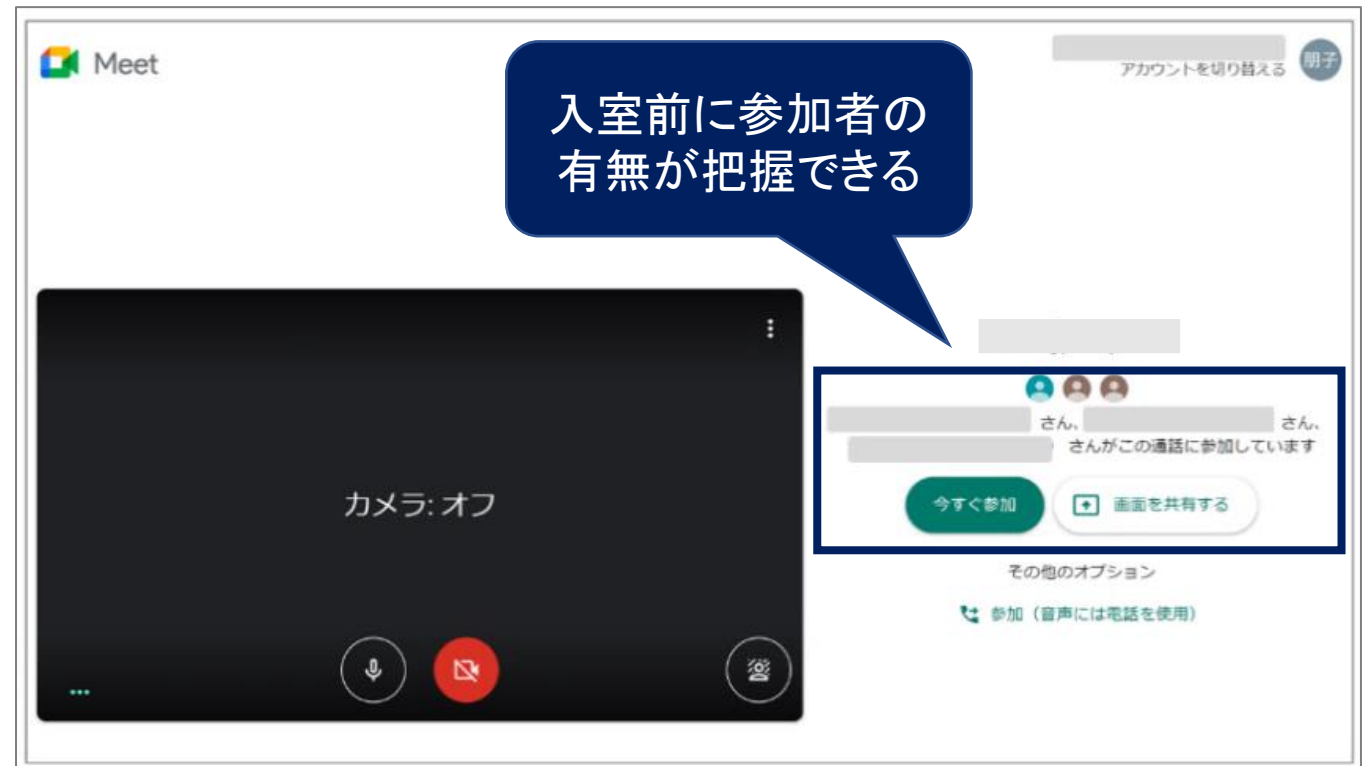 Meet
アカウントを切り替える
朋子
入室前に参加者の
有無が把握できる
さん、 さん、
さんがこの通話に参加しています
カメラ: オフ
今すぐ参加
画面を共有する
その他のオプション
参加（音声には電話を使用）